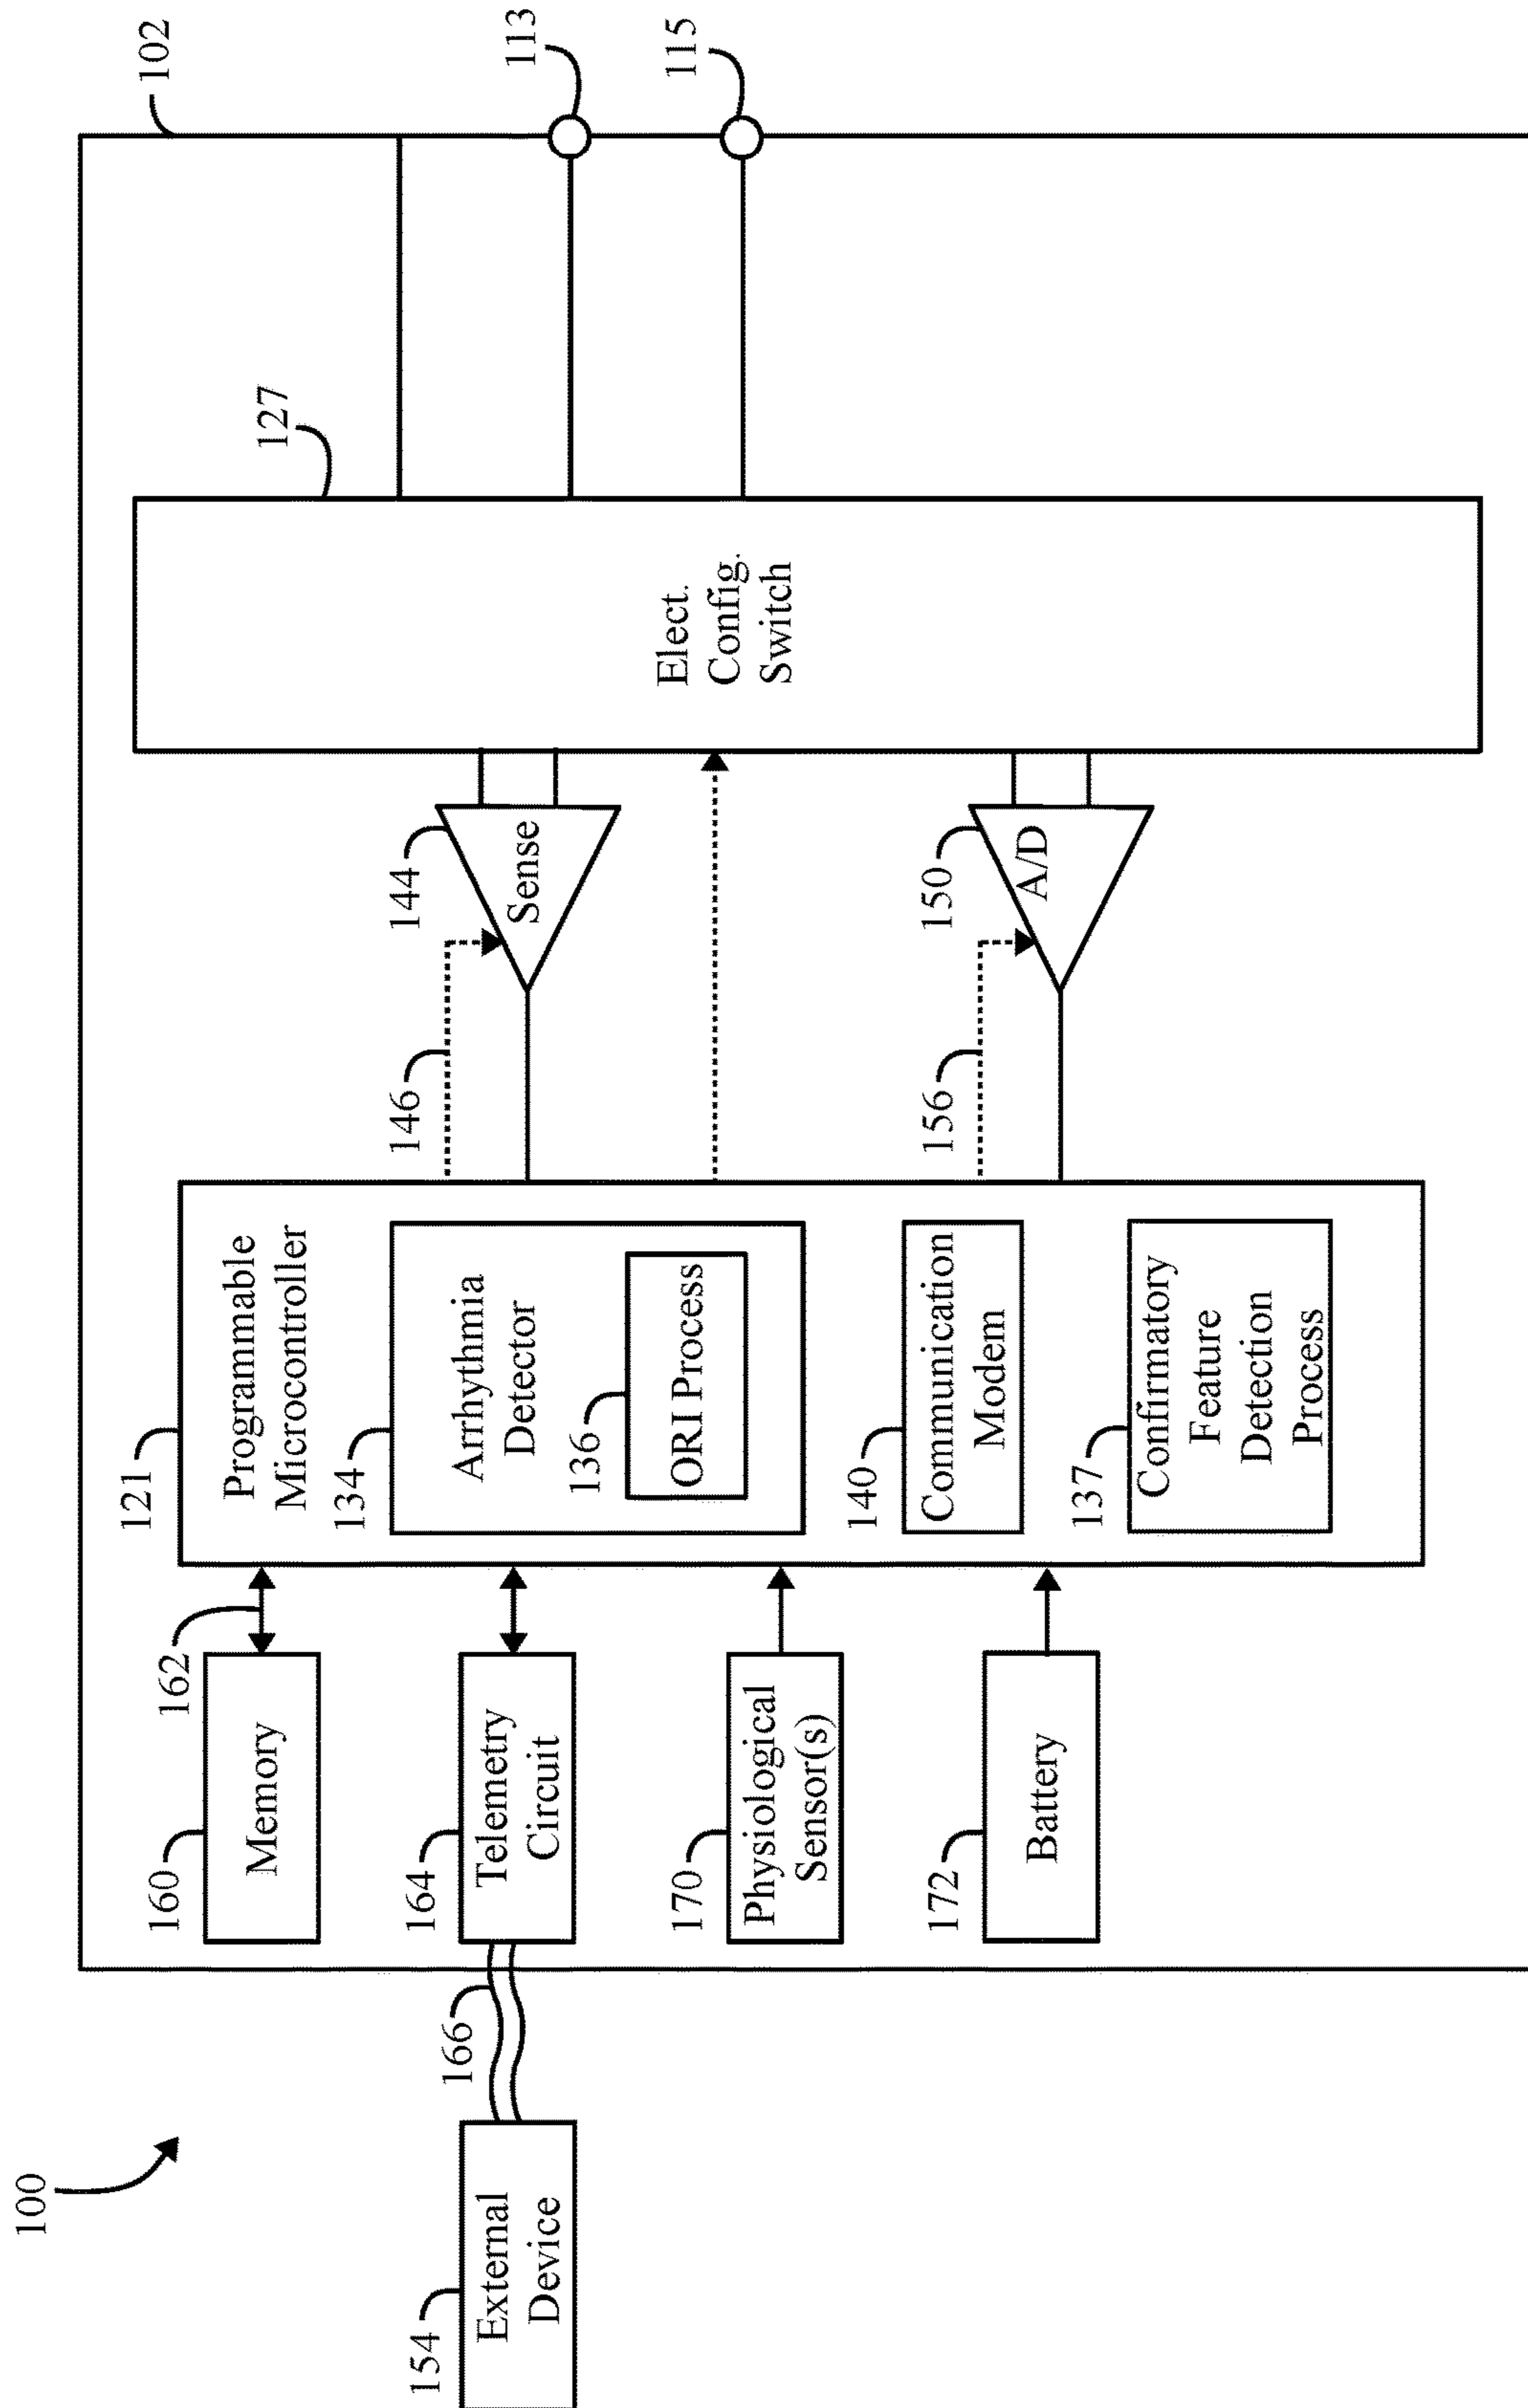 100
102
154
External
Device
166
160
Memory
162
164
Telemetry
Circuit
170
Physiological
Sensor(s)
172
Battery
121
Programmable
Microcontroller
134
Arrhythmia
Detector
136
ORI Process
140
Communication
Modem
137
Confirmatory
Feature
Detection
Process
146
144
Sense
156
150
A/D
127
Elect.
Config.
Switch
113
115